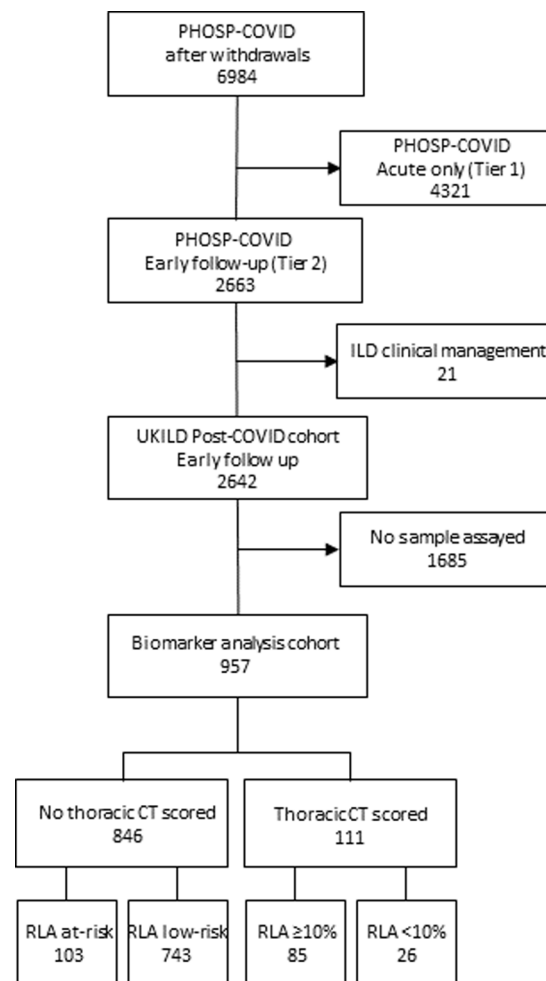 PHOSP-COVID
after withdrawals
6984
PHOSP-COVID
Acute only (Tier 1)
4321
PHOSP-COVID
Early follow-up (Tier 2)
2663
ILD clinical management
21
UKILD Post-COVID cohort
Early follow up
2642
No sample assayed
1685
Biomarker analysis cohort
957
No thoracic CT scored
846
Thoracic CT scored
111
RLA at-risk
103
RLA low-risk
743
RLA ≥10%
85
RLA <10%
26